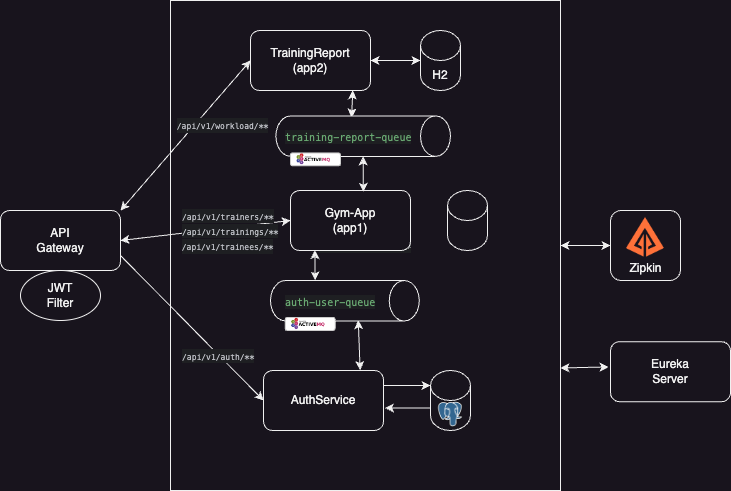 TrainingReport
(app2)
H2
/api/v1/workload/**
training-report-queue
ACTIVEMQ
/api/v1/trainers/**
/api/v1/trainings/**
/api/v1/trainees/**
Gym-App
(app1)
API
Gateway
JWT
Filter
Zipkin
auth-user-queue
ACTIVEMQ
/api/v1/auth/**
AuthService
Eureka
Server